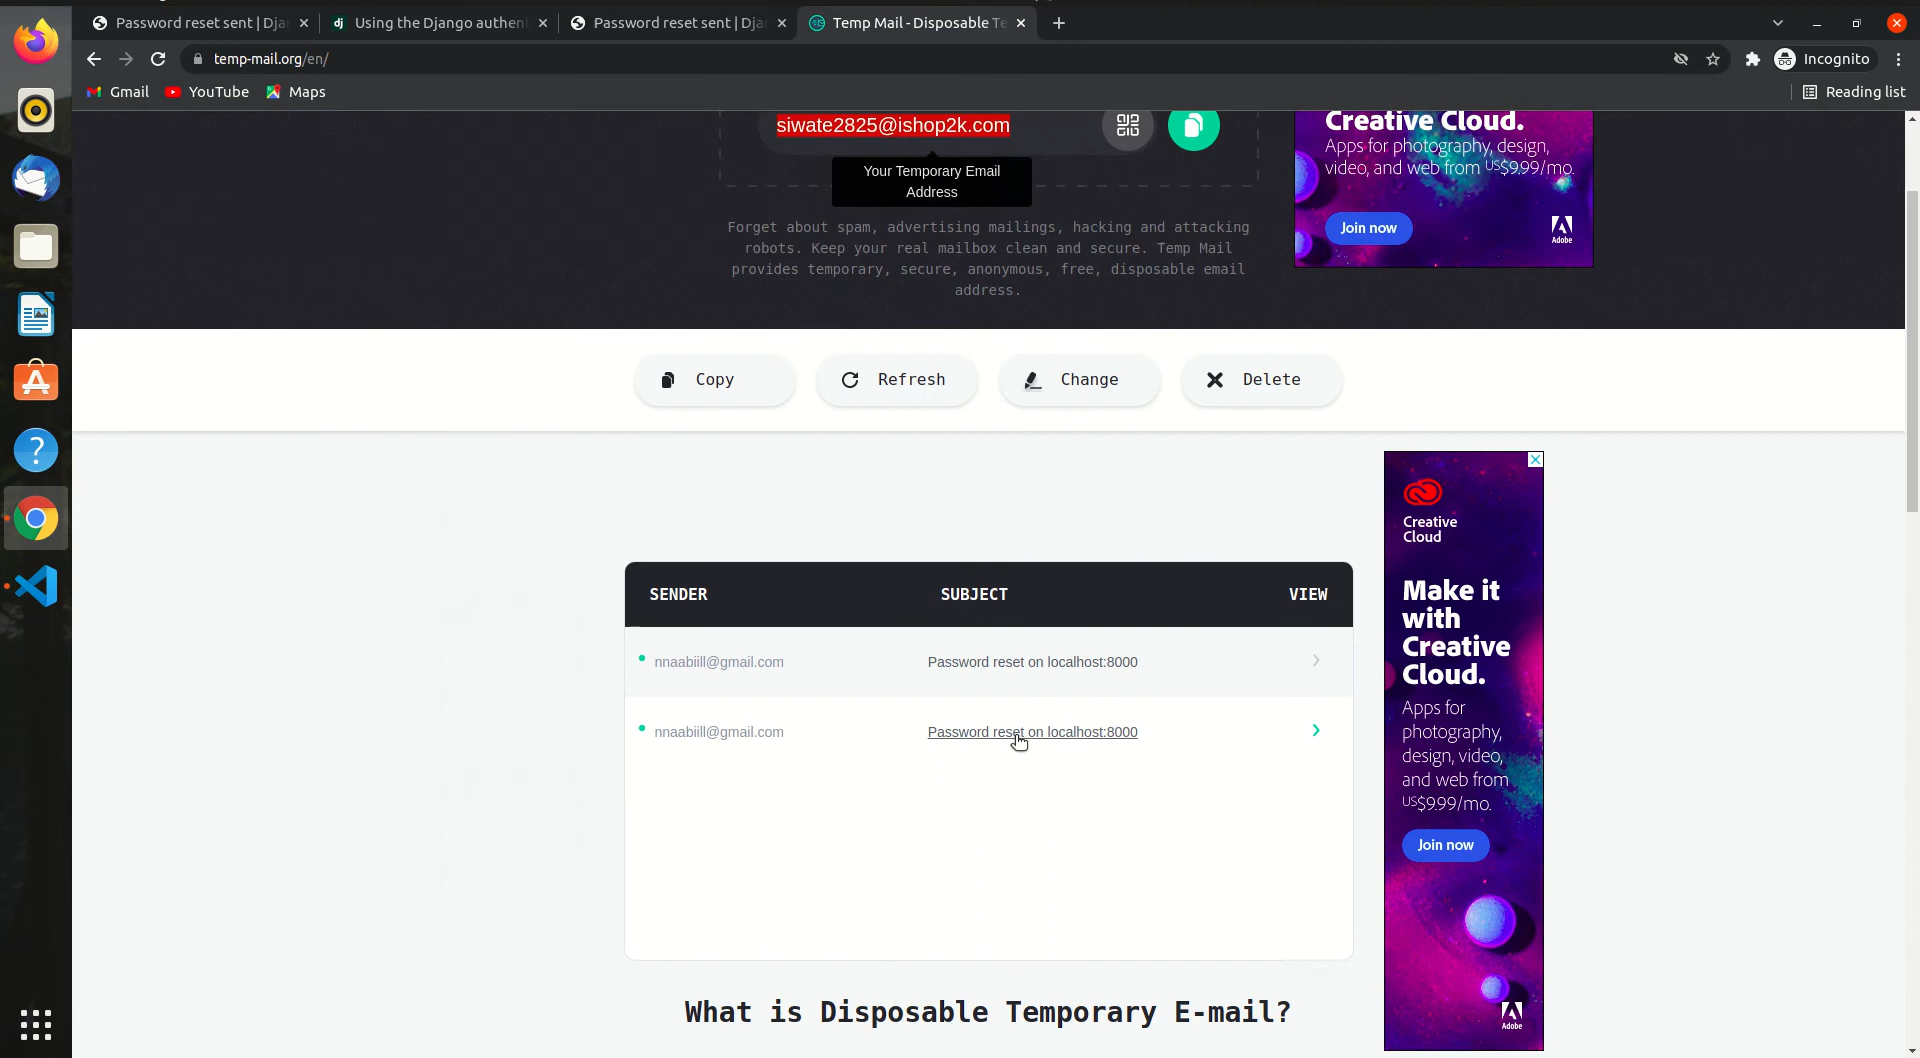 Password reset sent | Dja
Using the Django authen
Password reset sent | Dja
Temp Mail - Disposable Te
temp-mail.org/en/
Incognito
Gmail
YouTube
Maps
Reading list
siwate2825@ishop2k.com
Your Temporary Email
Address
Forget about spam, advertising mailings, hacking and attacking
robots. Keep your real mailbox clean and secure. Temp Mail
provides temporary, secure, anonymous, free, disposable email
address.
Creative Cloud.
Apps for photography, design,
video, and web from US$9.99/mo.
Join now
Adobe
Copy
Refresh
Change
Delete
SENDER
SUBJECT
VIEW
nnaabiill@gmail.com
Password reset on localhost:8000
nnaabiill@gmail.com
Password reset on localhost:8000
Creative
Cloud
Make it
with
Creative
Cloud.
Apps for
photography,
design, video,
and web from
US$9.99/mo.
Join now
Adobe
What is Disposable Temporary E-mail?